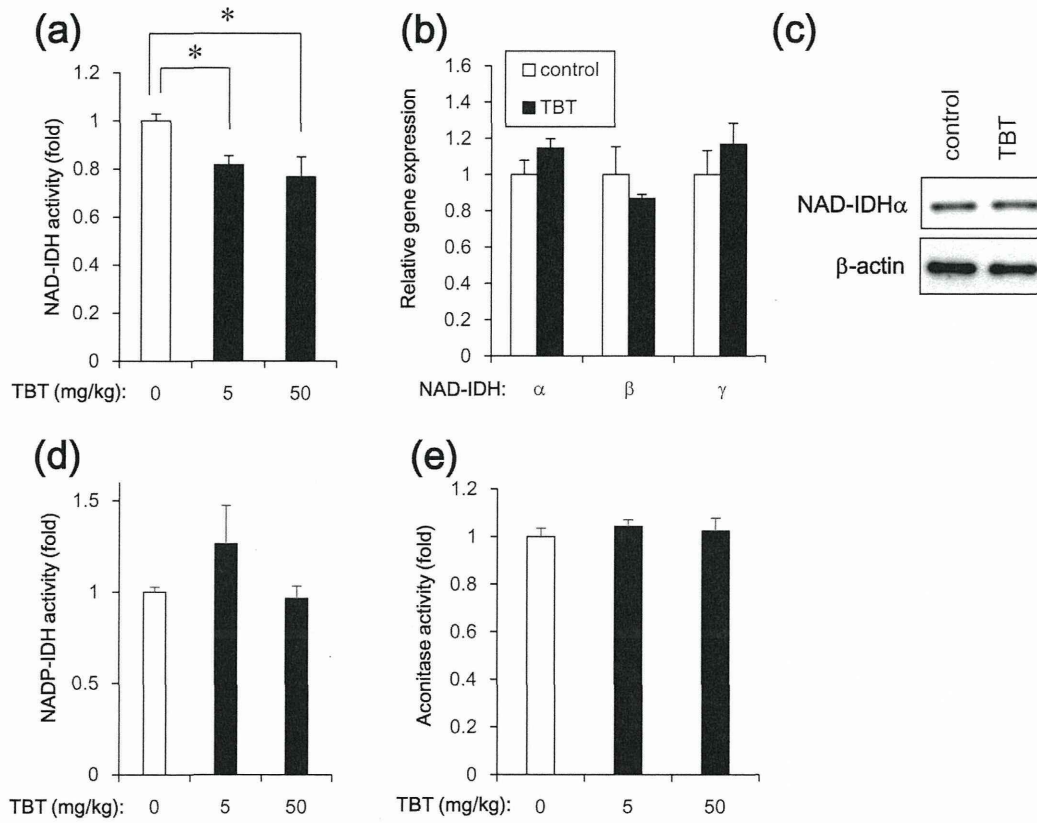 (a)
* 
*
NAD-IDH activity (fold)
1.2
1
0.8
0.6
0.4
0.2
0
TBT (mg/kg): 0 5 50
(b)
control
TBT
Relative gene expression
1.6
1.4
1.2
1
0.8
0.6
0.4
0.2
0
NAD-IDH: α β γ
(c)
control TBT
NAD-IDHα
β-actin
(d)
NADP-IDH activity (fold)
1.5
1
0.5
0
TBT (mg/kg): 0 5 50
(e)
Aconitase activity (fold)
1.2
1
0.8
0.6
0.4
0.2
0
TBT (mg/kg): 0 5 50